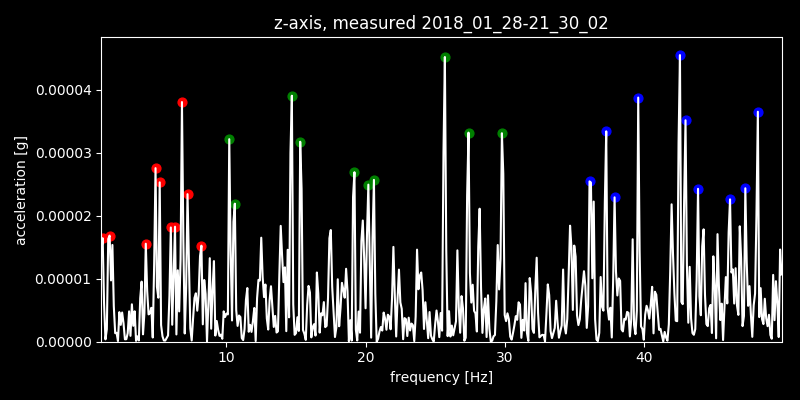 z-axis, measured 2018_01_28-21_30_02
acceleration [g]
0.00004
0.00003
0.00002
0.00001
0.00000
10 20 30 40
frequency [Hz]